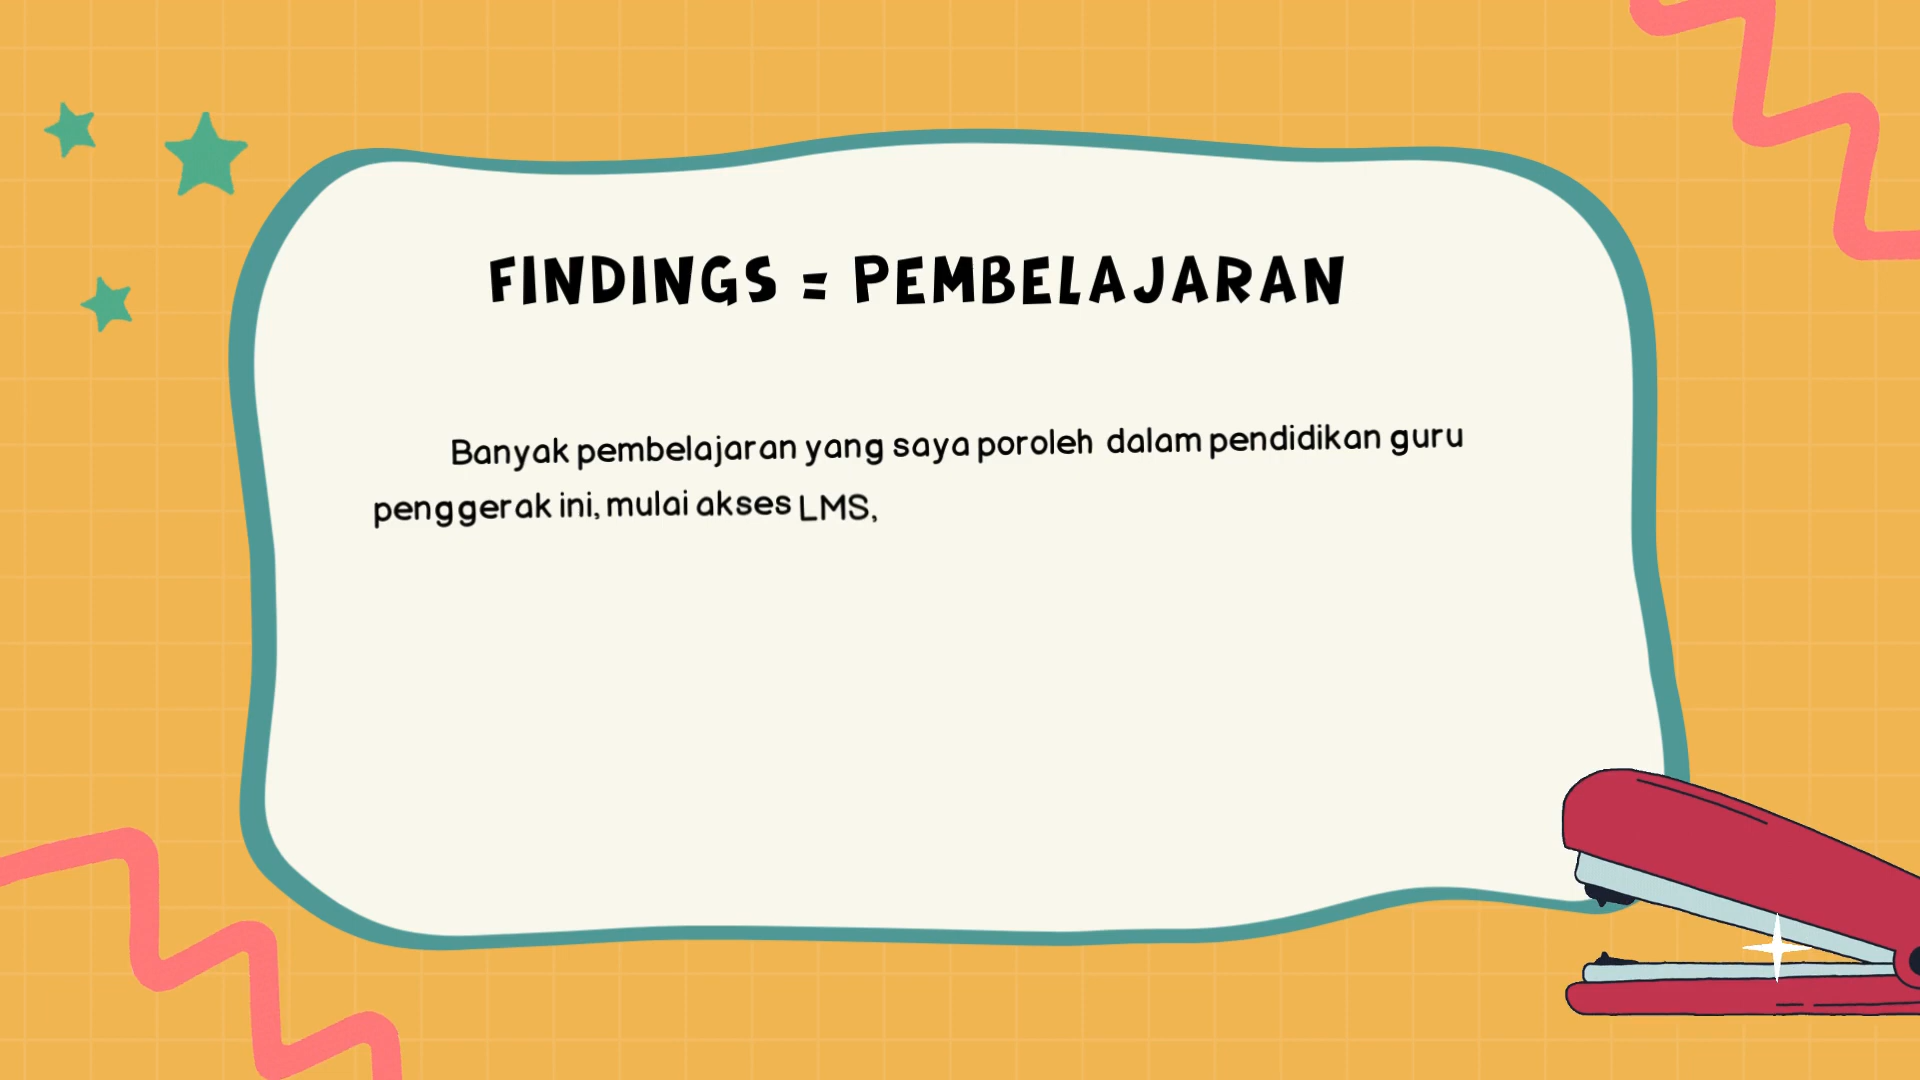 FINDINGS = PEMBELAJARAN
Banyak pembelajaran yang saya poroleh dalam pendidikan guru
penggerak ini, mulai akses LMS,